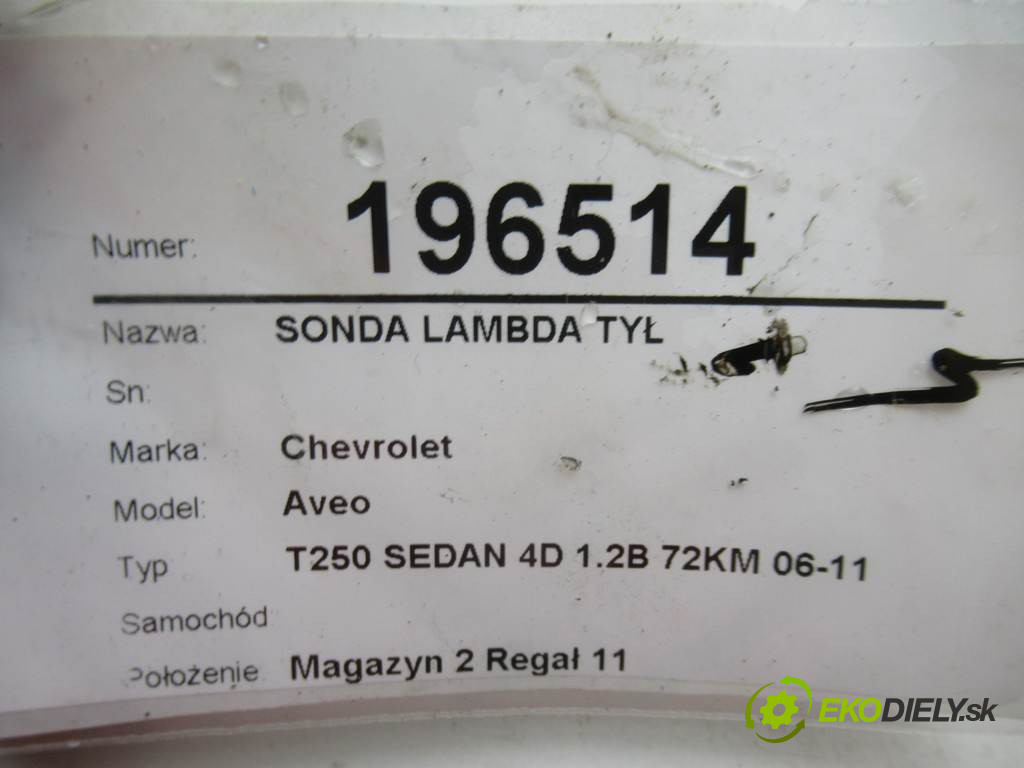 Numer: 196514
Nazwa: SONDA LAMBDA TYŁ
Sn:
Marka: Chevrolet
Model: Aveo
Typ T250 SEDAN 4D 1.2B 72KM 06-11
Samochód
Położenie Magazyn 2 Regał 11
EKODIELY.sk